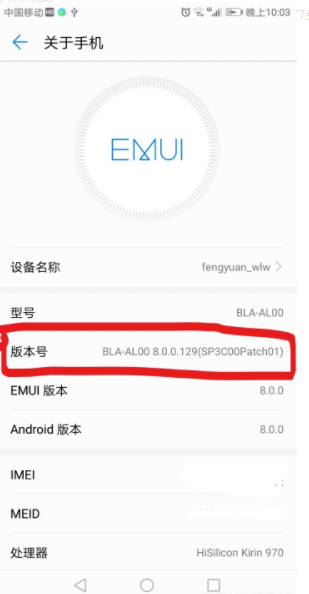 中国移动 HD 4G 晚上10:03
← 关于手机
EMUI
设备名称 fengyuan_wlw >
型号 BLA-AL00
版本号 BLA-AL00 8.0.0.129(SP3C00Patch01)
EMUI 版本 8.0.0
Android 版本 8.0.0
IMEI
MEID
处理器 HiSilicon Kirin 970